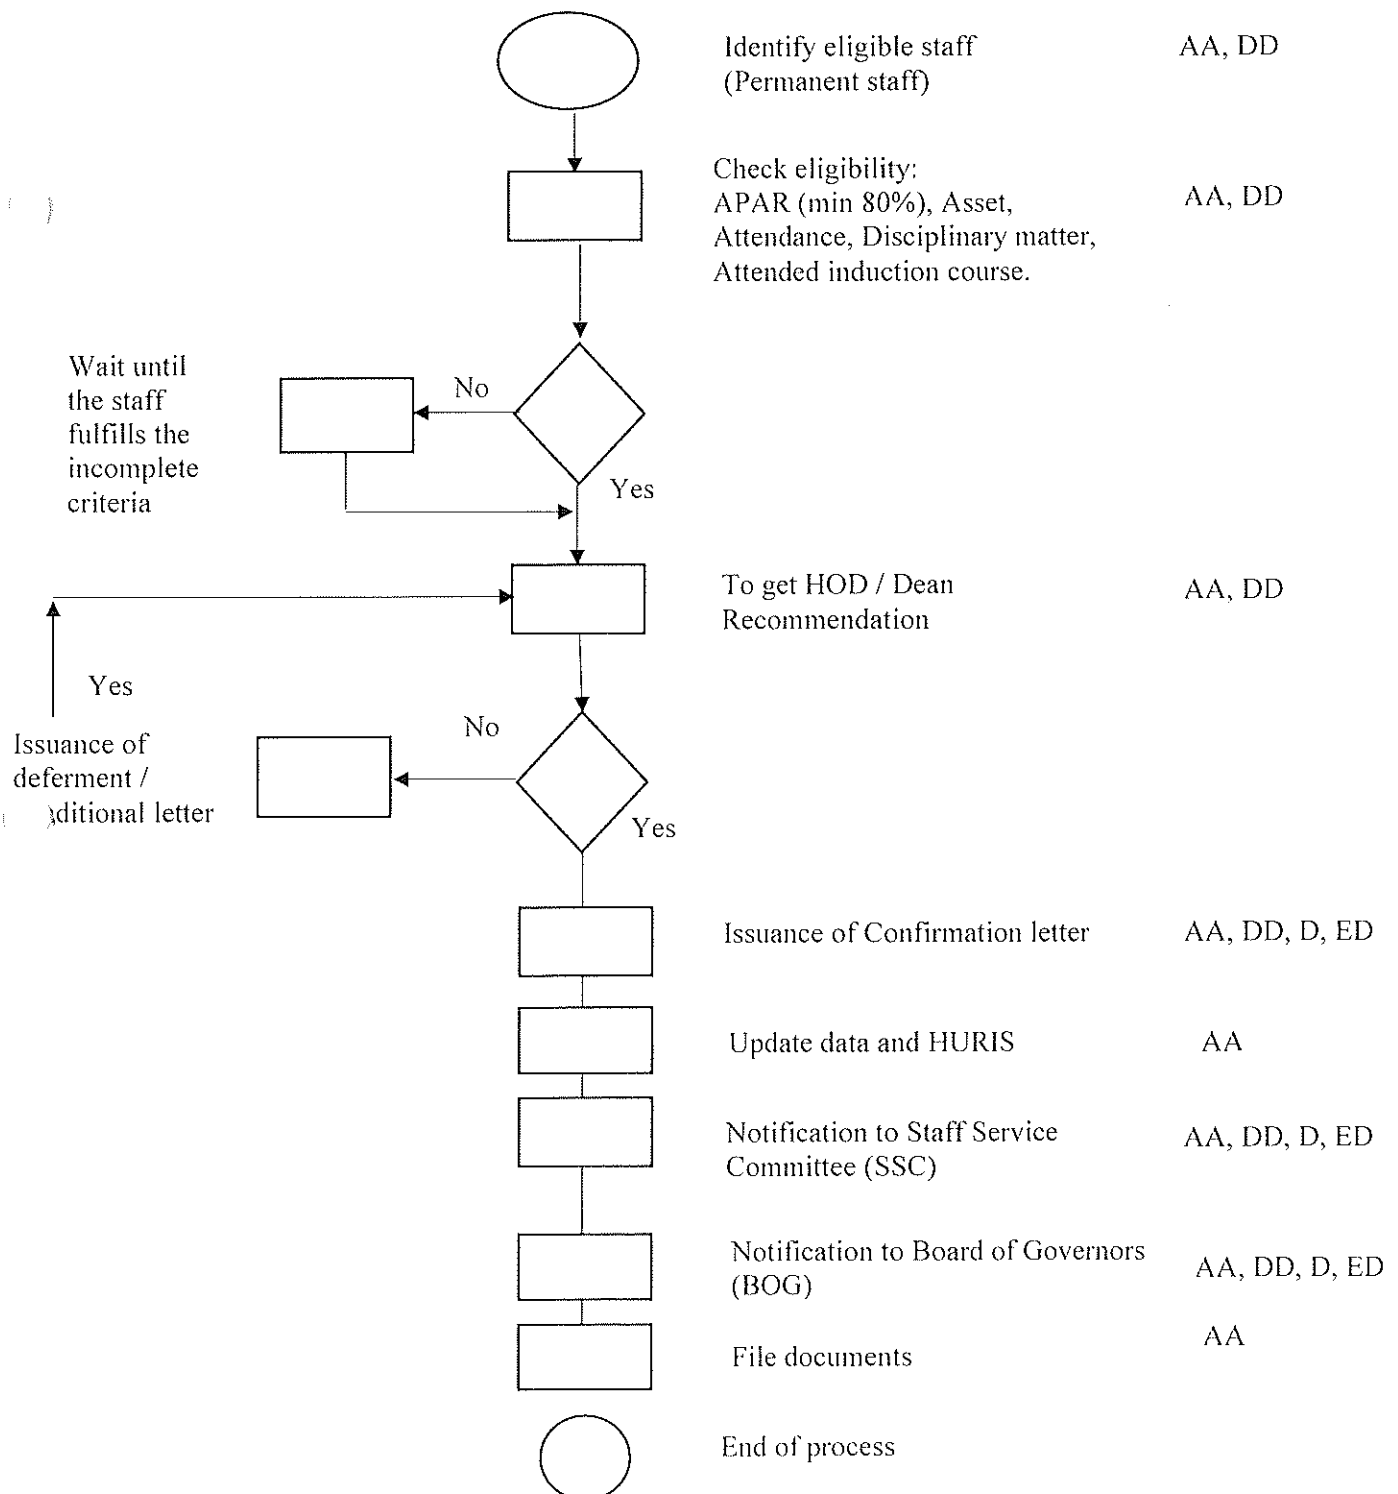 Identify eligible staff
(Permanent staff)
AA, DD
Check eligibility:
APAR (min 80%), Asset,
Attendance, Disciplinary matter,
Attended induction course.
AA, DD
Wait until
the staff
fulfills the
incomplete
criteria
No
Yes
To get HOD / Dean
Recommendation
AA, DD
Yes
Issuance of
deferment /
letter
No
Yes
Issuance of Confirmation letter
AA, DD, D, ED
Update data and HURIS
AA
Notification to Staff Service
Committee (SSC)
AA, DD, D, ED
Notification to Board of Governors
(BOG)
AA, DD, D, ED
File documents
AA
End of process